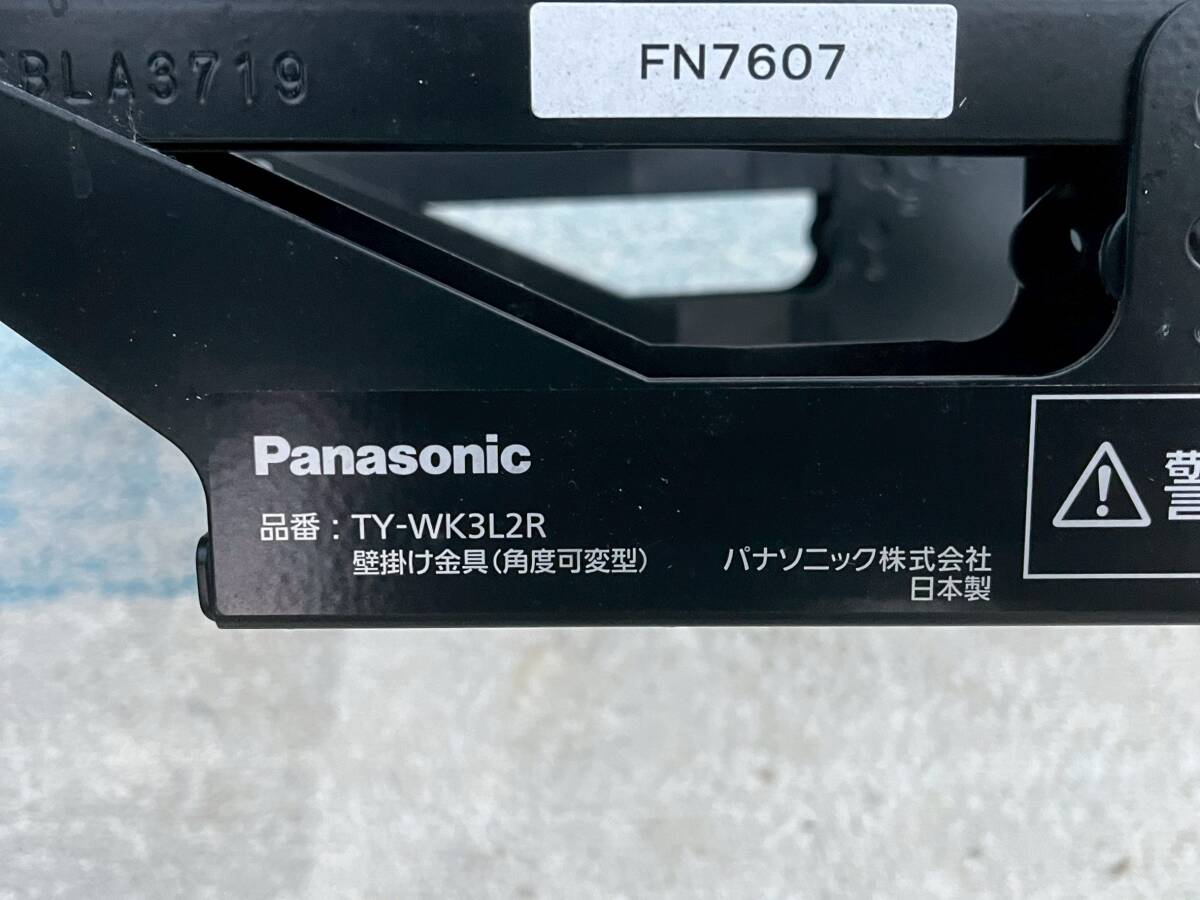 BLA3719
FN7607
Panasonic
品番：TY-WK3L2R
壁掛け金具(角度可変型)
パナソニック株式会社
日本製
警